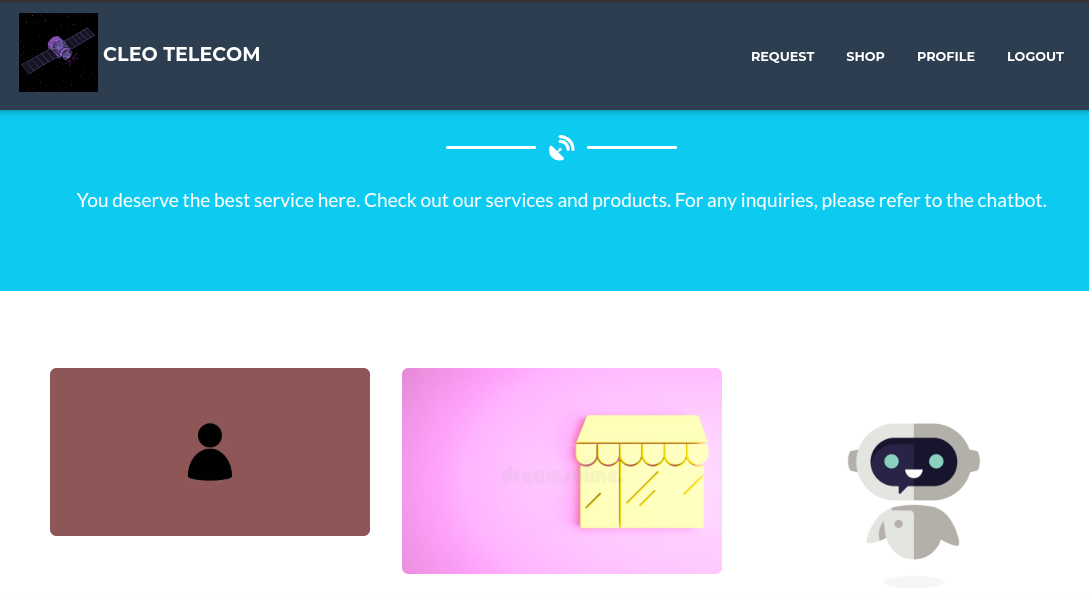 CLEO TELECOM
REQUEST SHOP PROFILE LOGOUT
You deserve the best service here. Check out our services and products. For any inquiries, please refer to the chatbot.